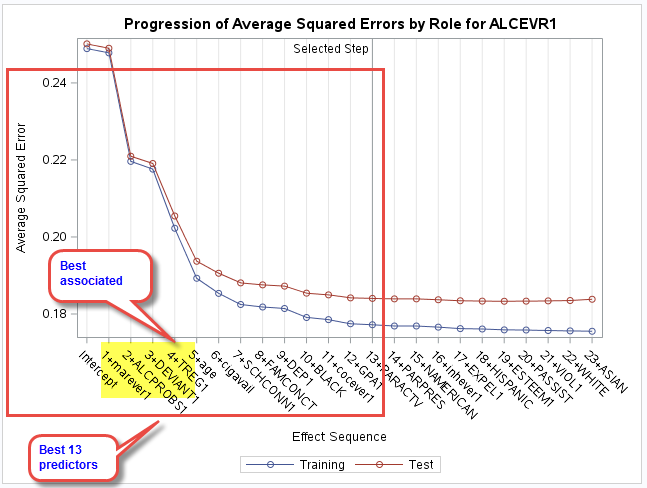 Progression of Average Squared Errors by Role for ALCEVR1
Selected Step
Average Squared Error
0.24
0.22
0.20
0.18
Best
associated
Intercept
1+marever1
2+ALCPROBS1
3+DEVIANT1
4+TREG1
5+age
6+cigavail
7+SCHCONN1
8+FAMCONCT
9+DEP1
10+BLACK
11+cocever1
12+GPA1
13+PARACTV
14+PARPRES
15+NAMERICAN
16+inhever1
17+EXPEL1
18+HISPANIC
19+ESTEEM1
20+PASSIST
21+VIOL1
22+WHITE
23+ASIAN
Effect Sequence
Best 13
predictors
Training
Test